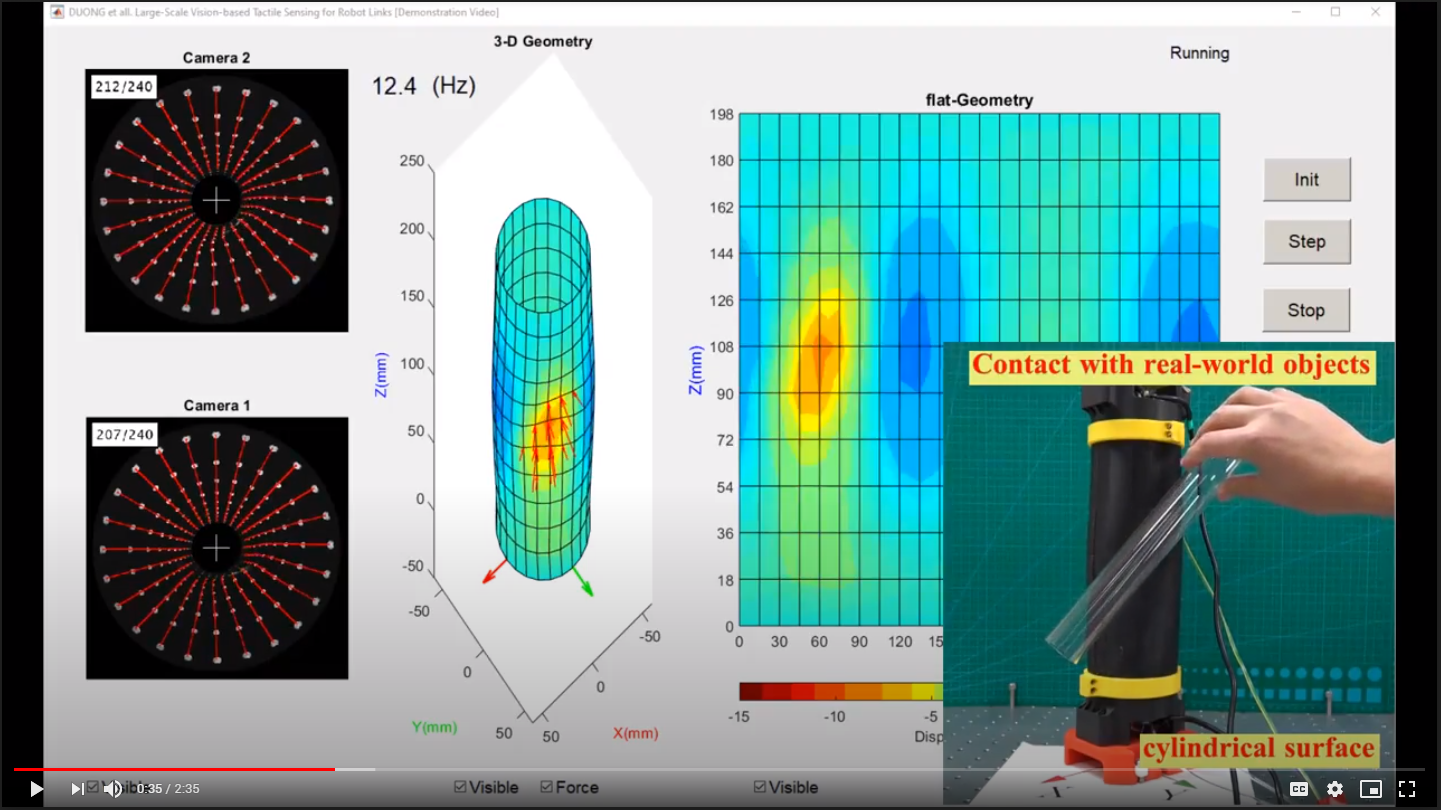 DUONG et all. Large-Scale Vision-based Tactile Sensing for Robot Links [Demonstration Video]
3-D Geometry
Running
Camera 2
212/240
12.4 (Hz)
flat-Geometry
198
180
162
144
126
108
90
72
54
36
18
0
Z(mm)
0
30
60
90
120
15
250
200
150
100
50
0
-50
Z(mm)
-50
0
50
Y(mm)
-50
0
50
X(mm)
Init
Step
Stop
Camera 1
207/240
Contact with real-world objects
cylindrical surface
-15
-10
-5
Disp
Visible
Force
Visible
0:35 / 2:35
CC